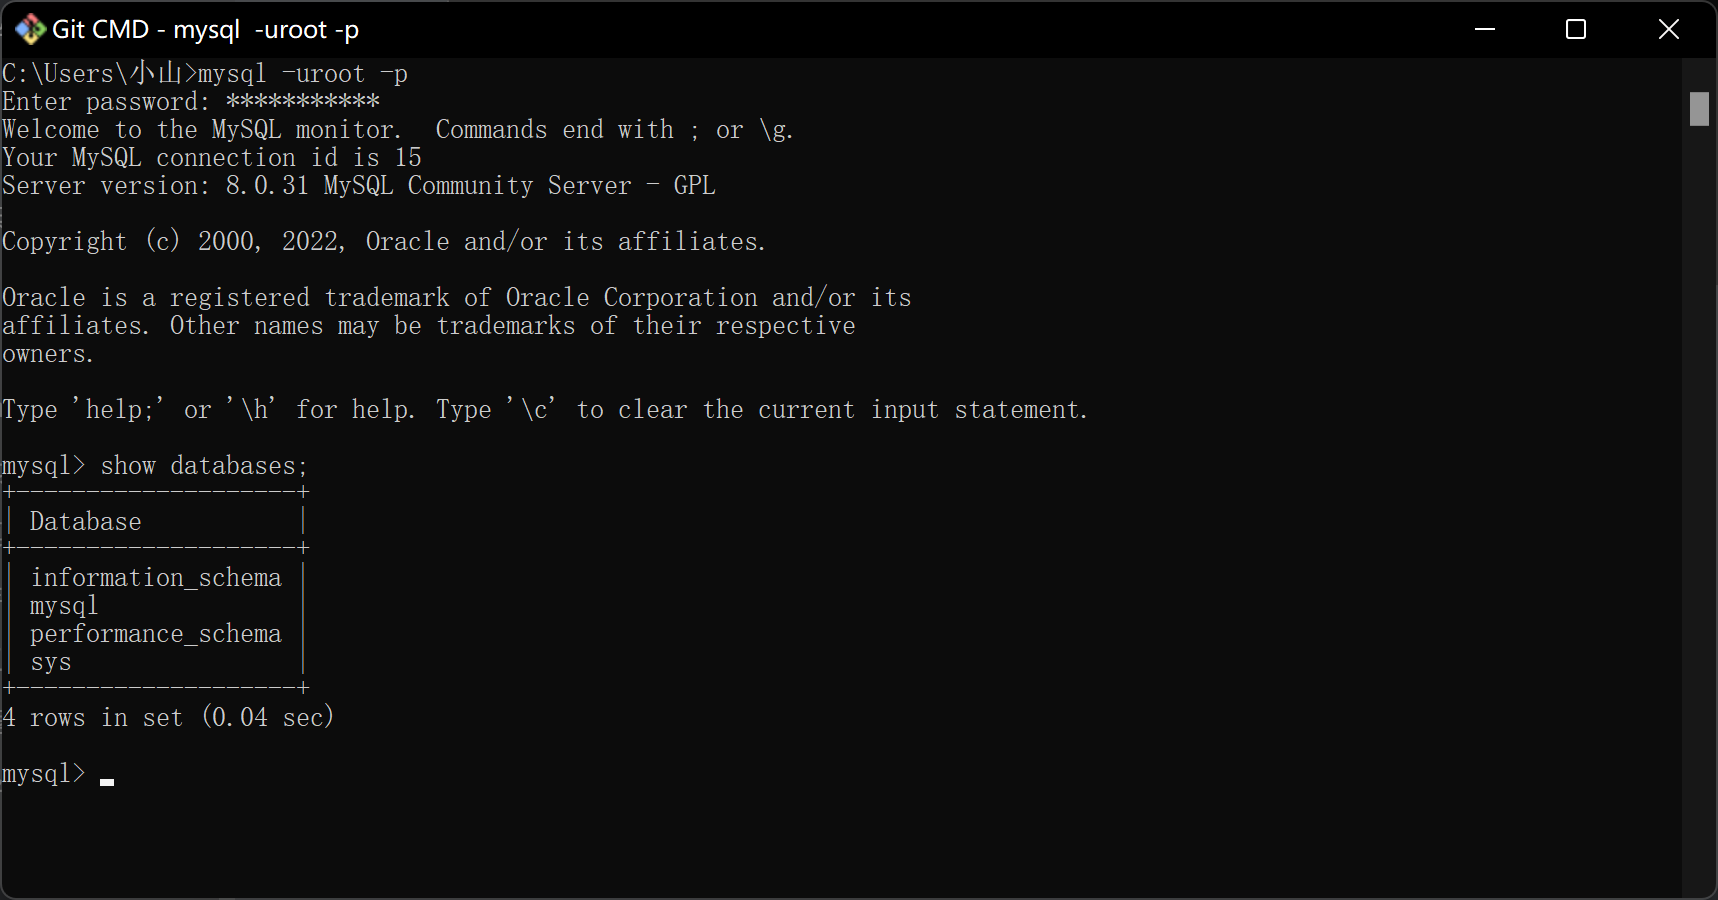 Git CMD - mysql  -uroot -p
C:\Users\小山>mysql -uroot -p
Enter password: ***********
Welcome to the MySQL monitor.  Commands end with ; or \g.
Your MySQL connection id is 15
Server version: 8.0.31 MySQL Community Server - GPL
Copyright (c) 2000, 2022, Oracle and/or its affiliates.
Oracle is a registered trademark of Oracle Corporation and/or its
affiliates. Other names may be trademarks of their respective
owners.
Type 'help;' or '\h' for help. Type '\c' to clear the current input statement.
mysql> show databases;
+--------------------+
| Database           |
+--------------------+
| information_schema |
| mysql              |
| performance_schema |
| sys                |
+--------------------+
4 rows in set (0.04 sec)
mysql>